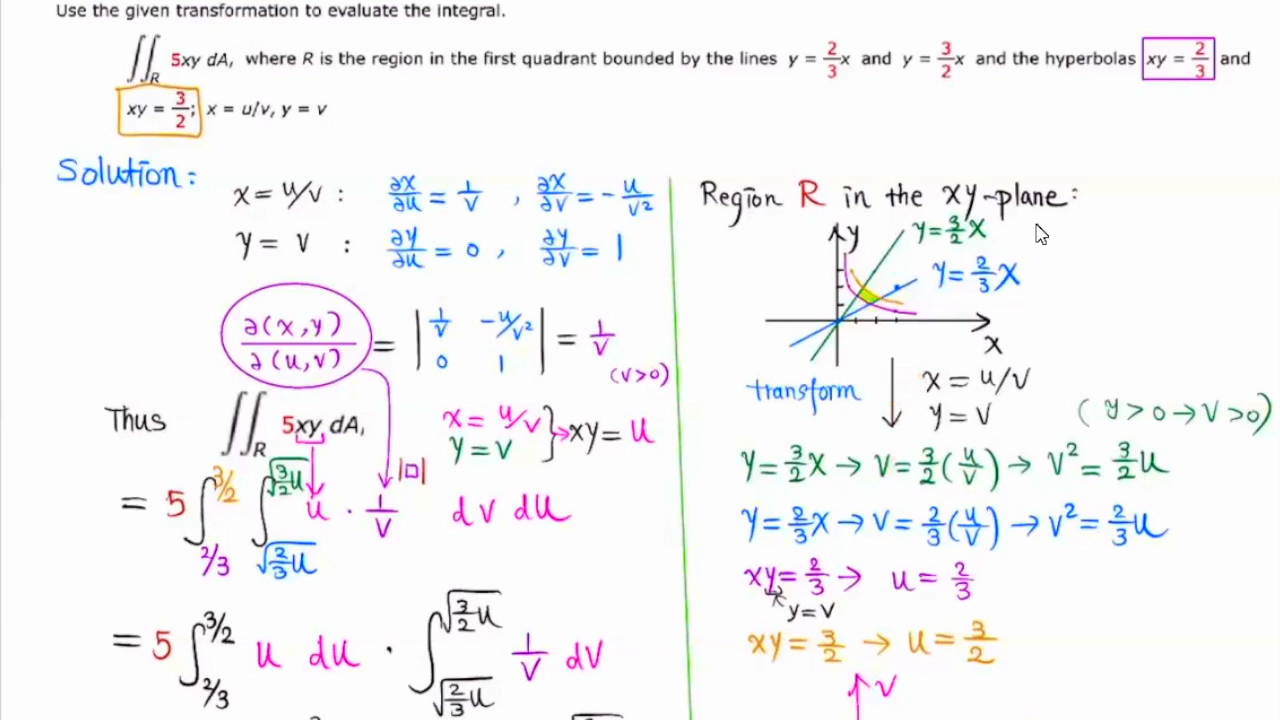 Use the given transformation to evaluate the integral.
∬_R 5xy dA, where R is the region in the first quadrant bounded by the lines y = 2/3 x and y = 3/2 x and the hyperbolas xy = 2/3 and
xy = 3/2; x = u/v, y = v
Solution:
x = u/v : ∂x/∂u = 1/v , ∂x/∂v = - u/v²
y = v : ∂y/∂u = 0 , ∂y/∂v = 1
∂(x,y)/∂(u,v) = | 1/v -u/v² ; 0 1 | = 1/v
(v>0)
Thus ∬_R 5xy dA, x = u/v y = v } → xy = u
= 5 ∫_{2/3}^{3/2} ∫_{√(2/3 u)}^{√(3/2 u)} u · 1/v dv du
|□|
= 5 ∫_{2/3}^{3/2} u du · ∫_{√(2/3 u)}^{√(3/2 u)} 1/v dv
Region R in the xy-plane:
y
y = 3/2 x
y = 2/3 x
x
transform x = u/v
y = v (y>0 → v>0)
y = 3/2 x → v = 3/2 (u/v) → v² = 3/2 u
y = 2/3 x → v = 2/3 (u/v) → v² = 2/3 u
xy = 2/3 → u = 2/3
y = v
xy = 3/2 → u = 3/2
v